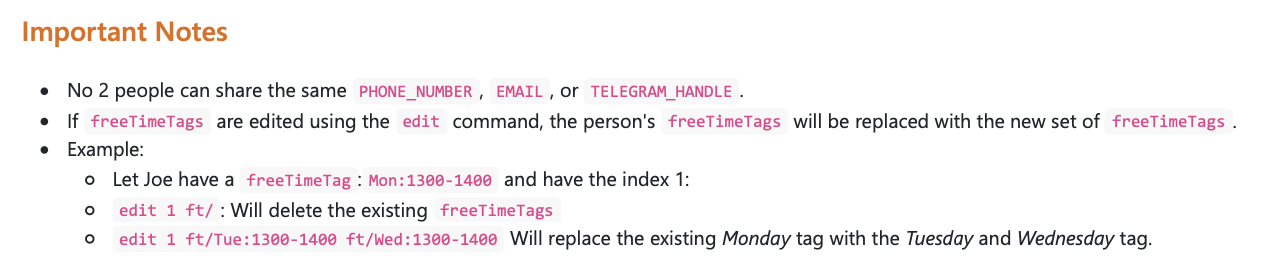 Important Notes
No 2 people can share the same PHONE_NUMBER, EMAIL, or TELEGRAM_HANDLE.
If freeTimeTags are edited using the edit command, the person's freeTimeTags will be replaced with the new set of freeTimeTags.
Example:
Let Joe have a freeTimeTag: Mon:1300-1400 and have the index 1:
edit 1 ft/ : Will delete the existing freeTimeTags
edit 1 ft/Tue:1300-1400 ft/Wed:1300-1400 Will replace the existing Monday tag with the Tuesday and Wednesday tag.